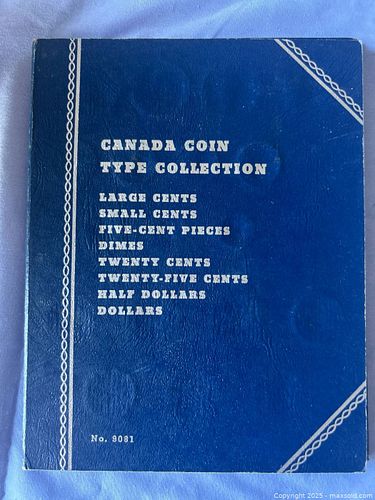 CANADA COIN
TYPE COLLECTION
LARGE CENTS
SMALL CENTS
FIVE-CENT PIECES
DIMES
TWENTY CENTS
TWENTY-FIVE CENTS
HALF DOLLARS
DOLLARS
No. 9081
Copyright 2025 - maxsold.com